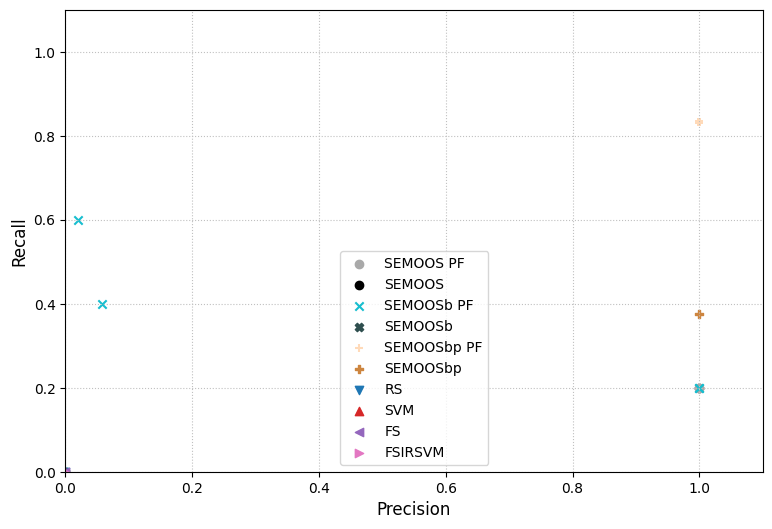 1.0
0.8
0.6
0.4
0.2
0.0
Recall
SEMOOS PF
SEMOOS
SEMOOSb PF
SEMOOSb
SEMOOSbp PF
SEMOOSbp
RS
SVM
FS
FSIRSVM
0.0 0.2 0.4 0.6 0.8 1.0
Precision